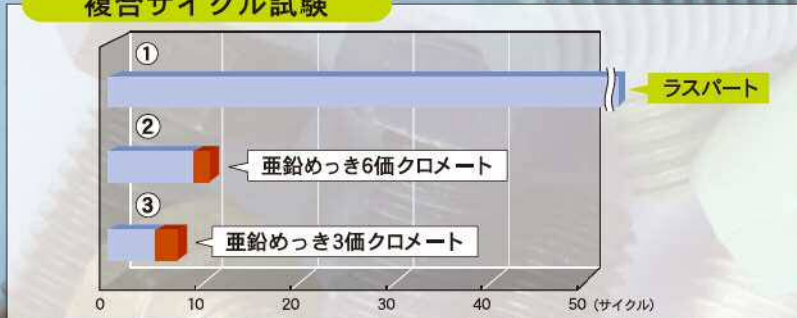 複合サイクル試験
①
ラスパート
②
亜鉛めっき6価クロメート
③
亜鉛めっき3価クロメート
0 10 20 30 40 50 (サイクル)